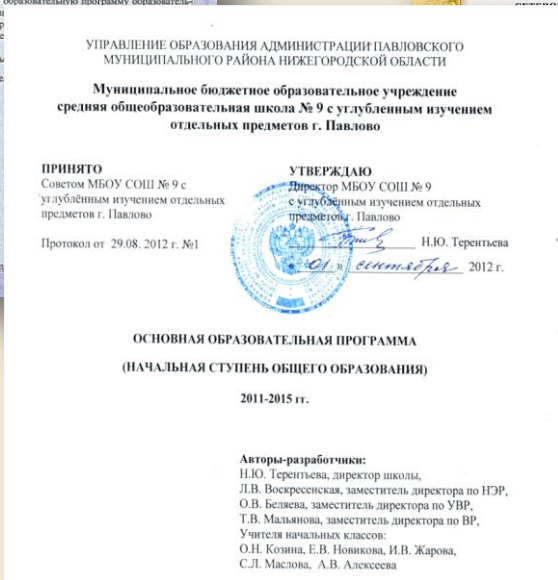 образовательную программу образователь-
УПРАВЛЕНИЕ ОБРАЗОВАНИЯ АДМИНИСТРАЦИИ ПАВЛОВСКОГО
МУНИЦИПАЛЬНОГО РАЙОНА НИЖЕГОРОДСКОЙ ОБЛАСТИ
Муниципальное бюджетное образовательное учреждение
средняя общеобразовательная школа № 9 с углубленным изучением
отдельных предметов г. Павлово
ПРИНЯТО
Советом МБОУ СОШ № 9 с
углублённым изучением отдельных
предметов г. Павлово
Протокол от 29.08. 2012 г. №1
УТВЕРЖДАЮ
Директор МБОУ СОШ № 9
с углублённым изучением отдельных
предметов г. Павлово
Н.Ю. Терентьева
« 01 » сентября 2012 г.
ОСНОВНАЯ ОБРАЗОВАТЕЛЬНАЯ ПРОГРАММА
(НАЧАЛЬНАЯ СТУПЕНЬ ОБЩЕГО ОБРАЗОВАНИЯ)
2011-2015 гг.
Авторы-разработчики:
Н.Ю. Терентьева, директор школы,
Л.В. Воскресенская, заместитель директора по НЭР,
О.В. Беляева, заместитель директора по УВР,
Т.В. Мальянова, заместитель директора по ВР,
Учителя начальных классов:
О.Н. Козина, Е.В. Новикова, И.В. Жарова,
С.Л. Маслова, А.В. Алексеева